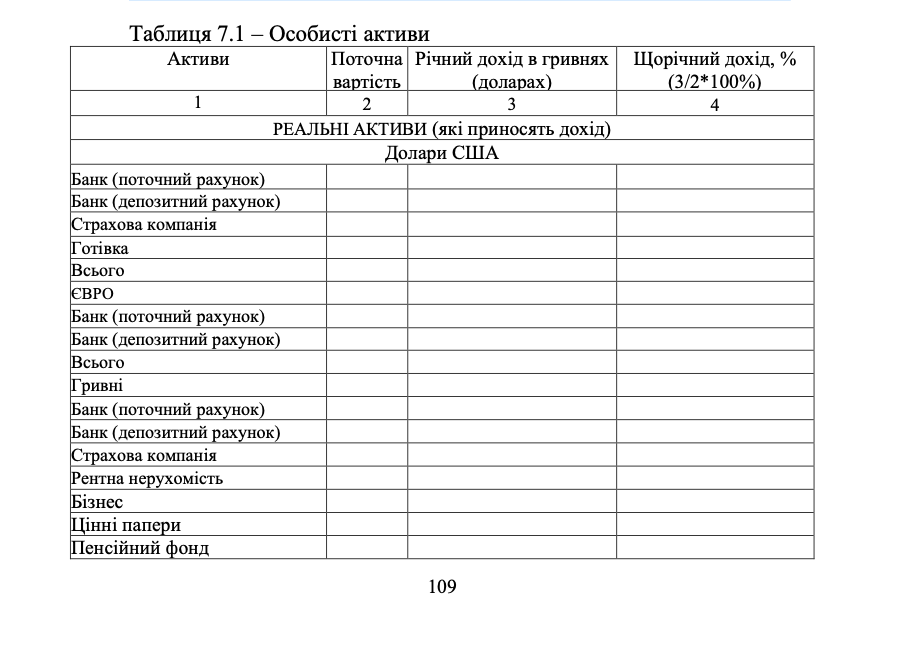 Таблиця 7.1 – Особисті активи
Активи Поточна вартість Річний дохід в гривнях (доларах) Щорічний дохід, % (3/2*100%)
1 2 3 4
РЕАЛЬНІ АКТИВИ (які приносять дохід)
Долари США
Банк (поточний рахунок)
Банк (депозитний рахунок)
Страхова компанія
Готівка
Всього
ЄВРО
Банк (поточний рахунок)
Банк (депозитний рахунок)
Всього
Гривні
Банк (поточний рахунок)
Банк (депозитний рахунок)
Страхова компанія
Рентна нерухомість
Бізнес
Цінні папери
Пенсійний фонд
109